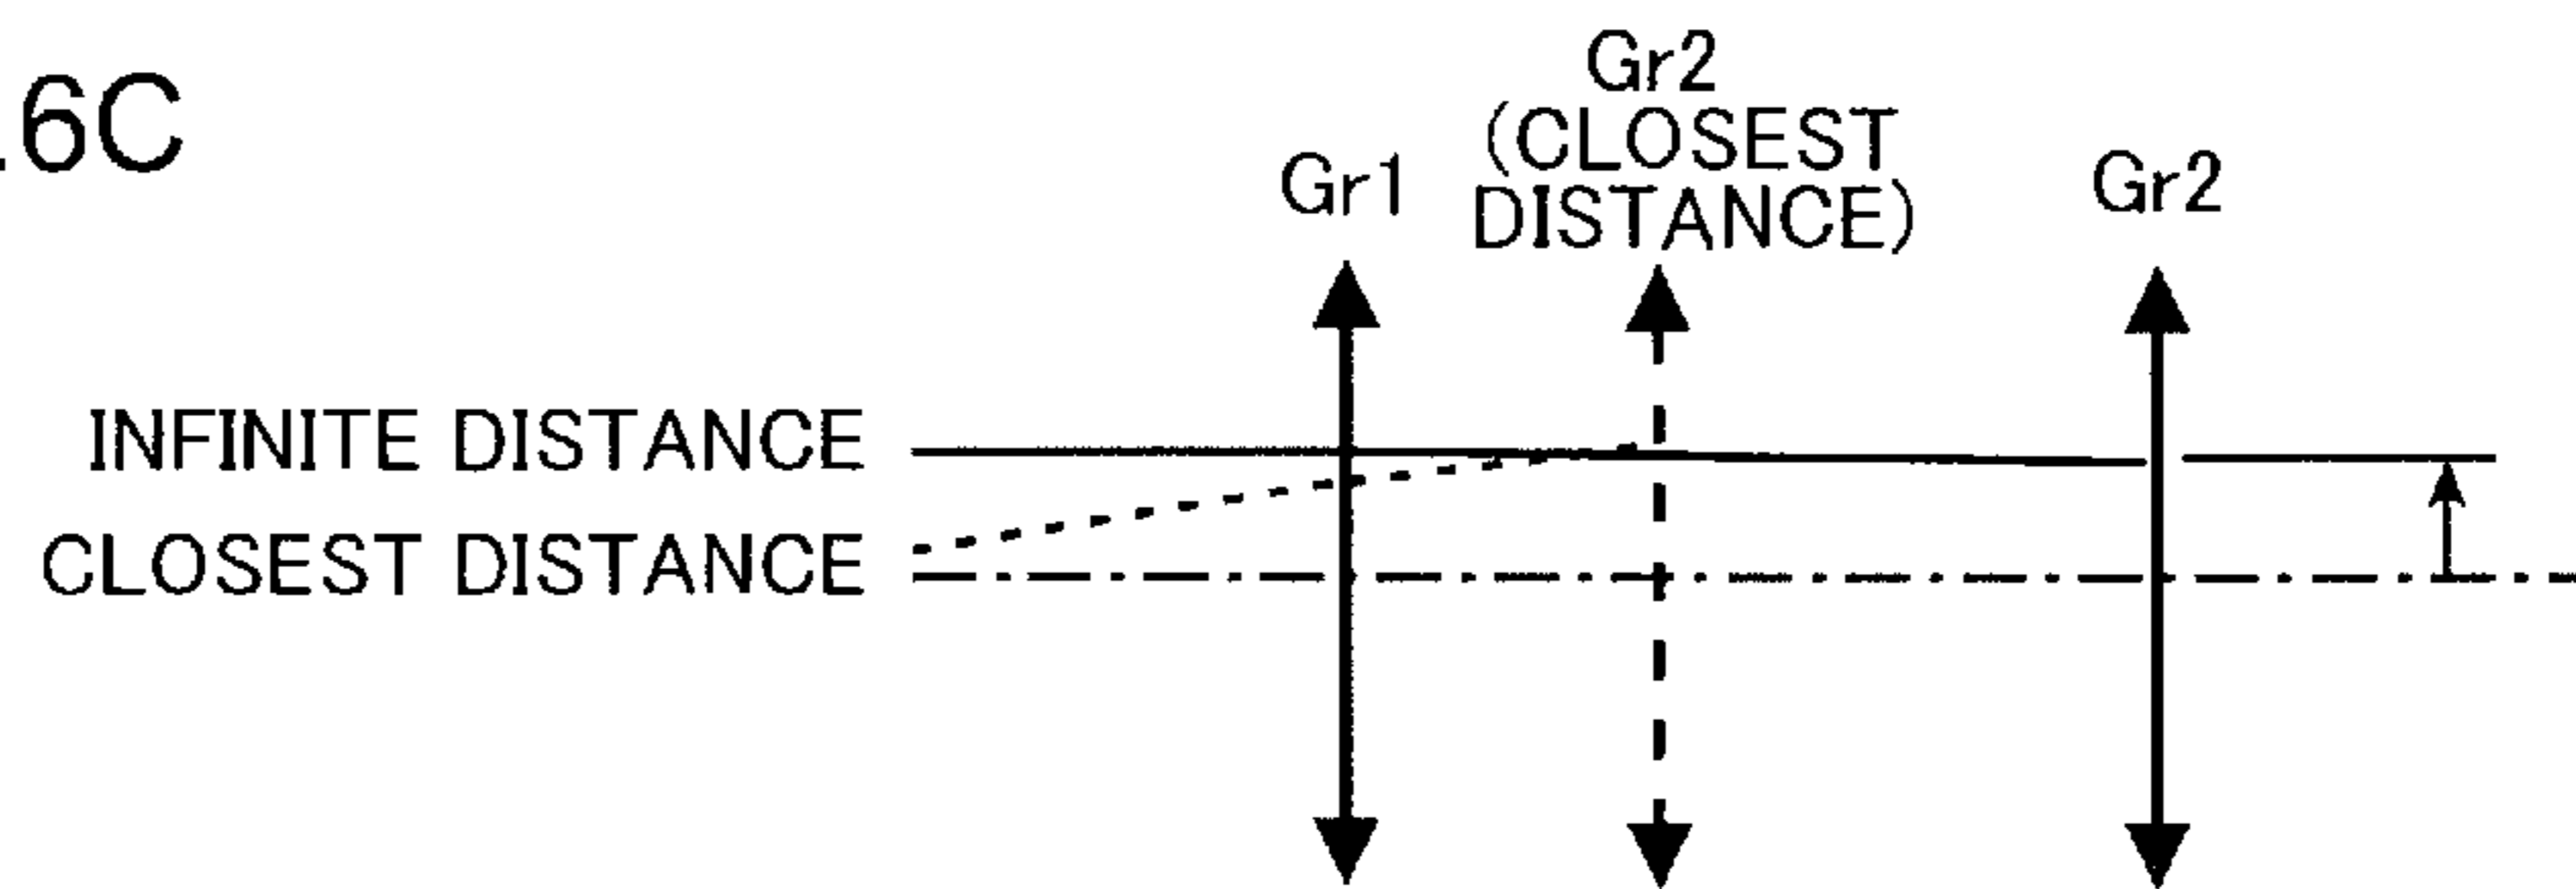 .6C
Gr2
(CLOSEST
DISTANCE)
Gr1
Gr2
INFINITE DISTANCE
CLOSEST DISTANCE